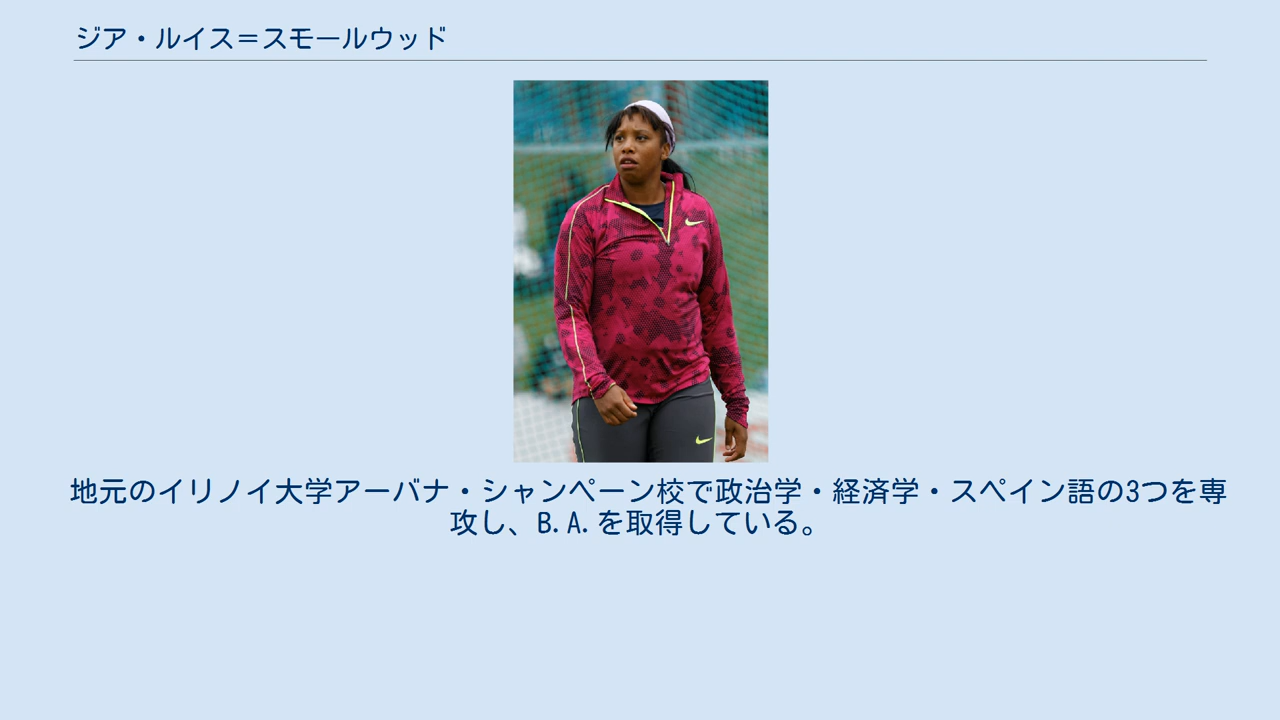 ジア・ルイス＝スモールウッド
地元のイリノイ大学アーバナ・シャンペーン校で政治学・経済学・スペイン語の3つを専
攻し、B.A.を取得している。